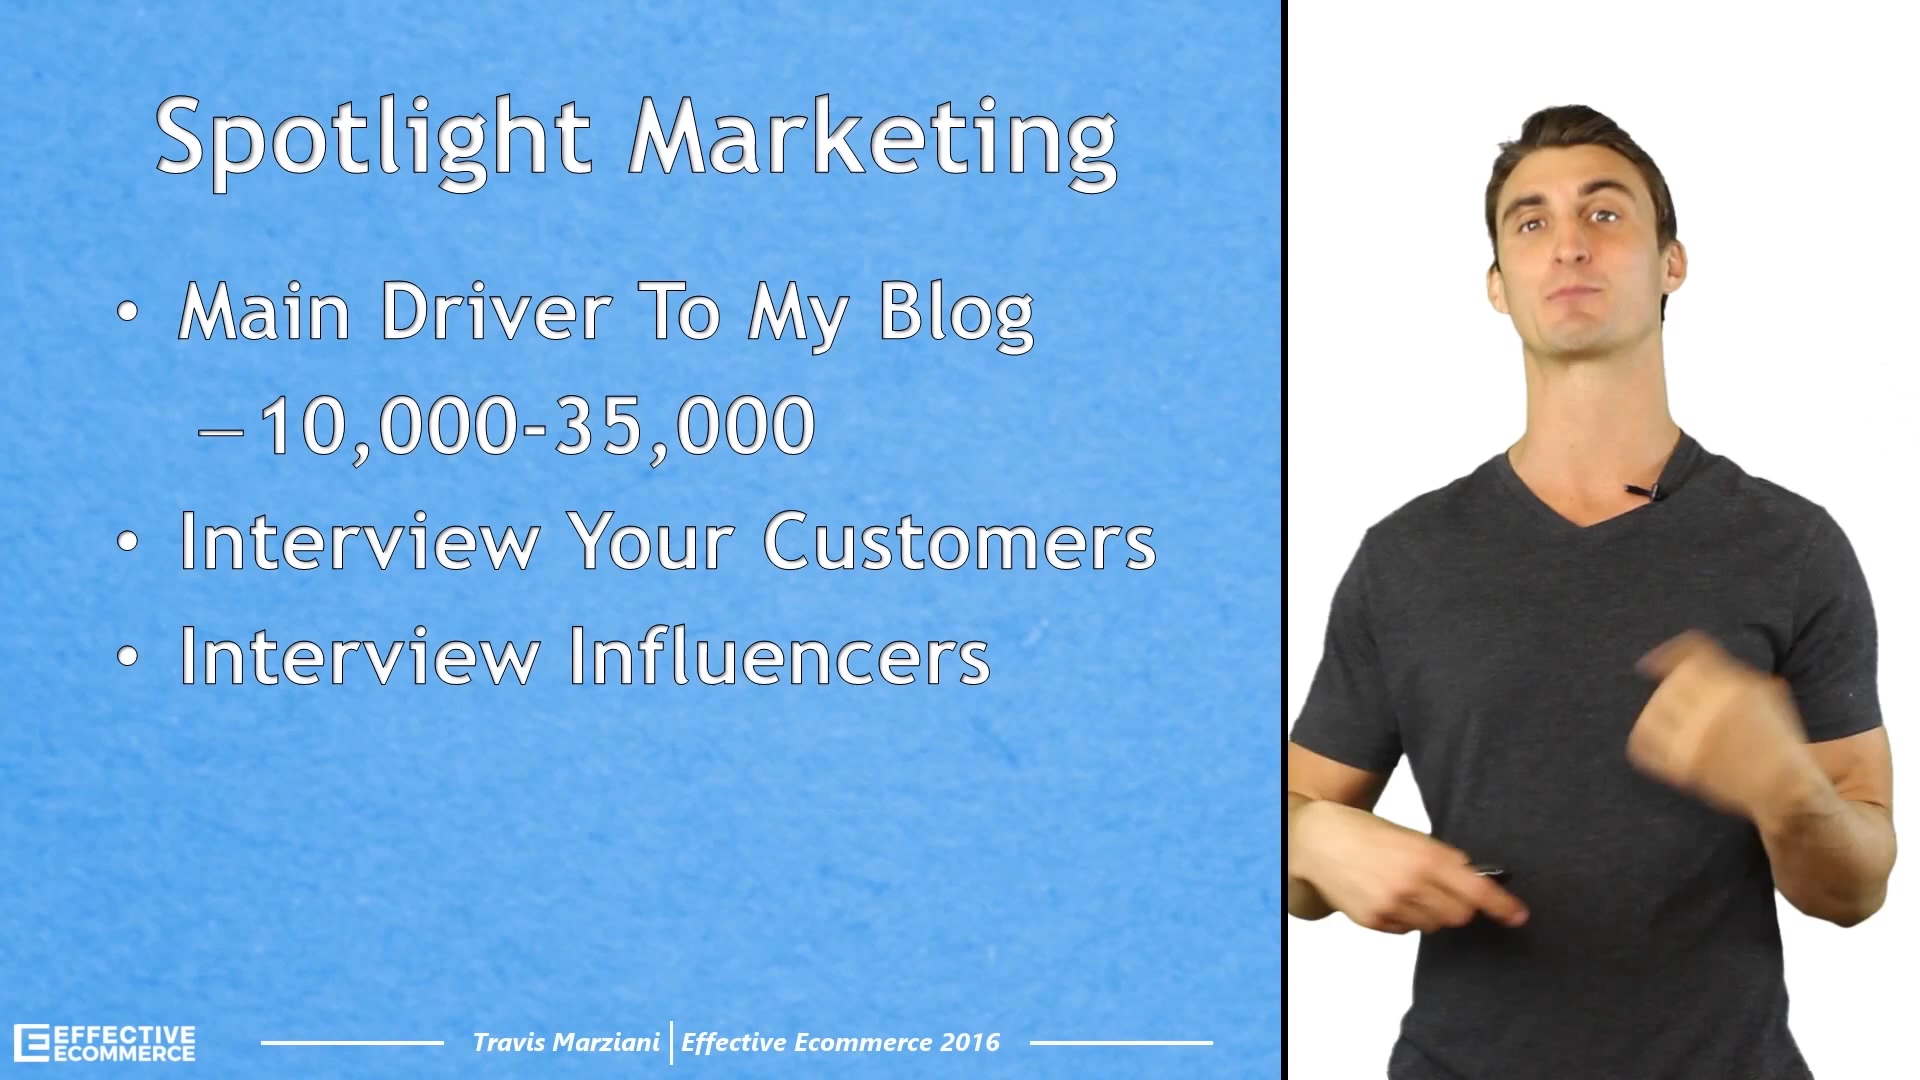 Spotlight Marketing
• Main Driver To My Blog
–10,000-35,000
• Interview Your Customers
• Interview Influencers
EFFECTIVE
ECOMMERCE
Travis Marziani | Effective Ecommerce 2016